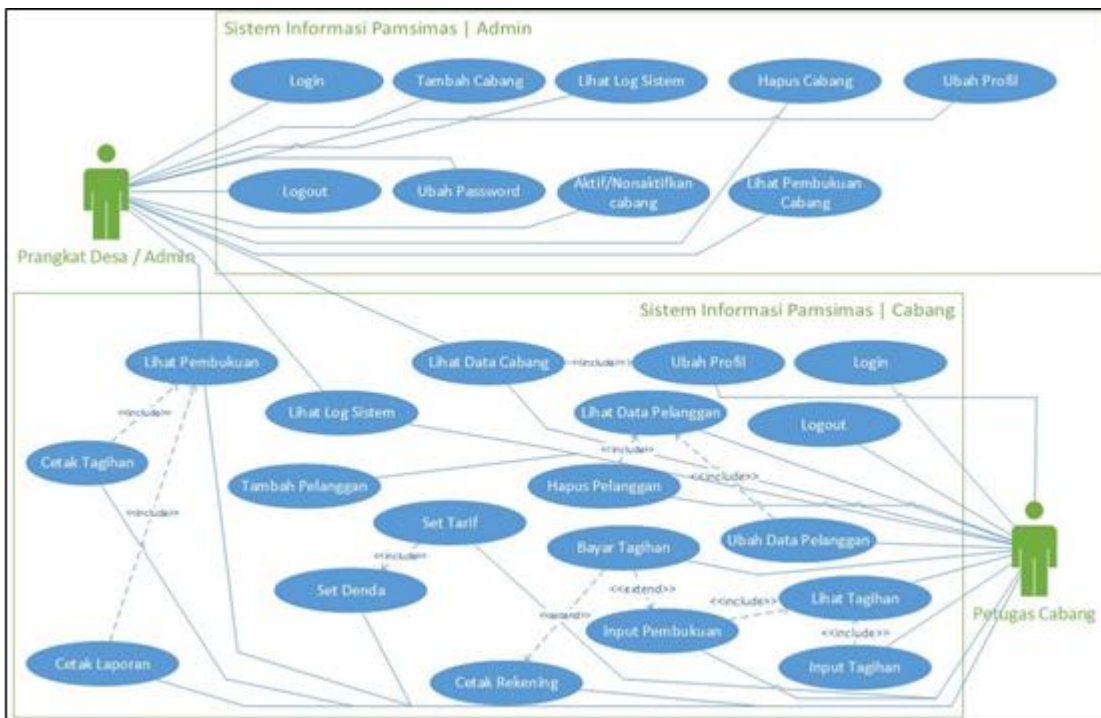 Sistem Informasi Pamsimas | Admin
Login
Tambah Cabang
Lihat Log Sistem
Hapus Cabang
Ubah Profil
Logout
Ubah Password
Aktif/Nonaktifkan
cabang
Lihat Pembukuan
Cabang
Prangkat Desa / Admin
Sistem Informasi Pamsimas | Cabang
Lihat Pembukuan
Lihat Data Cabang
<<include>>
Ubah Profil
Login
<<include>>
Lihat Log Sistem
Lihat Data Pelanggan
Logout
Cetak Tagihan
<<include>>
Tambah Pelanggan
Hapus Pelanggan
<<include>>
<<include>>
Set Tarif
Bayar Tagihan
Ubah Data Pelanggan
<<include>>
Set Denda
<<extend>>
<<include>>
Lihat Tagihan
<<extend>>
Input Pembukuan
<<include>>
Petugas Cabang
Cetak Laporan
Cetak Rekening
Input Tagihan